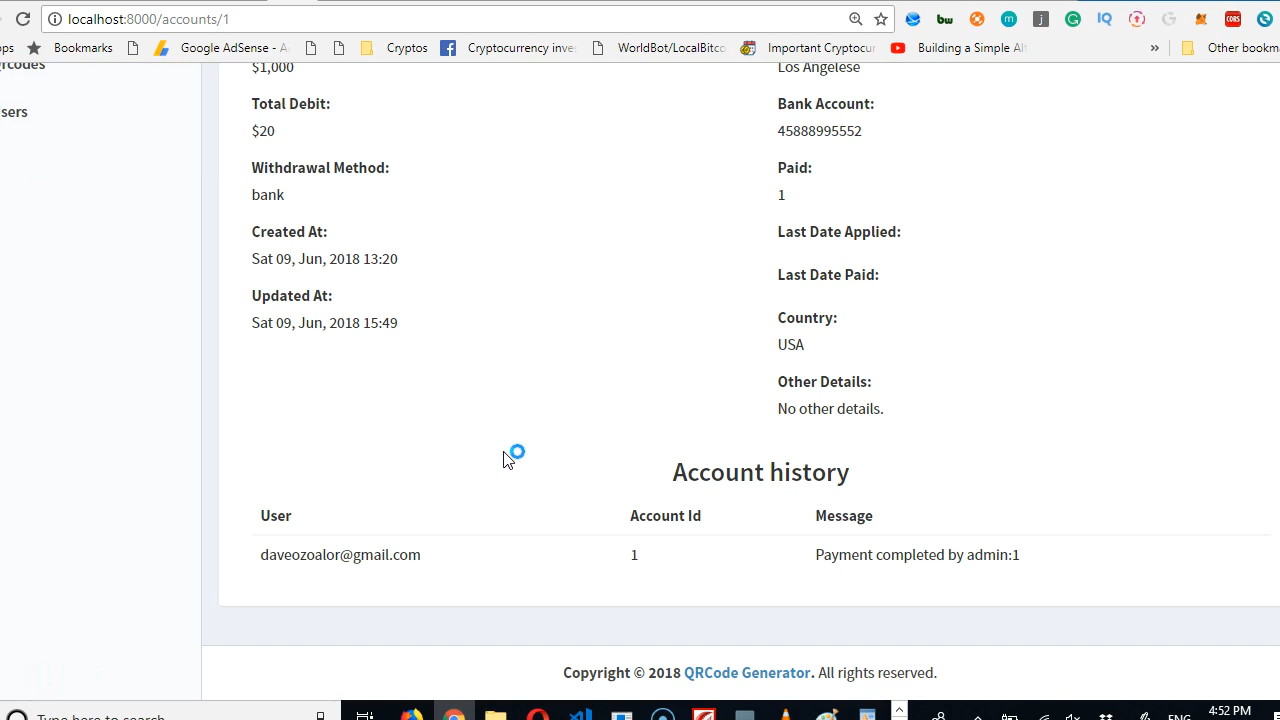 localhost:8000/accounts/1
Bookmarks
Google AdSense - A
Cryptos
Cryptocurrency inve
WorldBot/LocalBitco
Important Cryptocur
Building a Simple Alt
»
Other bookm
sers
$1,000
Los Angelese
Total Debit:
$20
Bank Account:
45888995552
Withdrawal Method:
bank
Paid:
1
Created At:
Sat 09, Jun, 2018 13:20
Last Date Applied:
Last Date Paid:
Updated At:
Sat 09, Jun, 2018 15:49
Country:
USA
Other Details:
No other details.
Account history
User Account Id Message
daveozoalor@gmail.com 1 Payment completed by admin:1
Copyright © 2018 QRCode Generator. All rights reserved.
Type here to search
ENG
4:52 PM